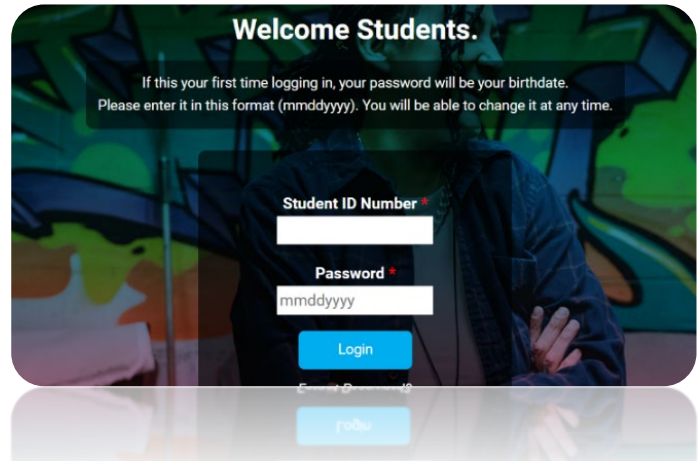 Welcome Students.
If this your first time logging in, your password will be your birthdate.
Please enter it in this format (mmddyyyy). You will be able to change it at any time.
Student ID Number *
Password *
mmddyyyy
Login